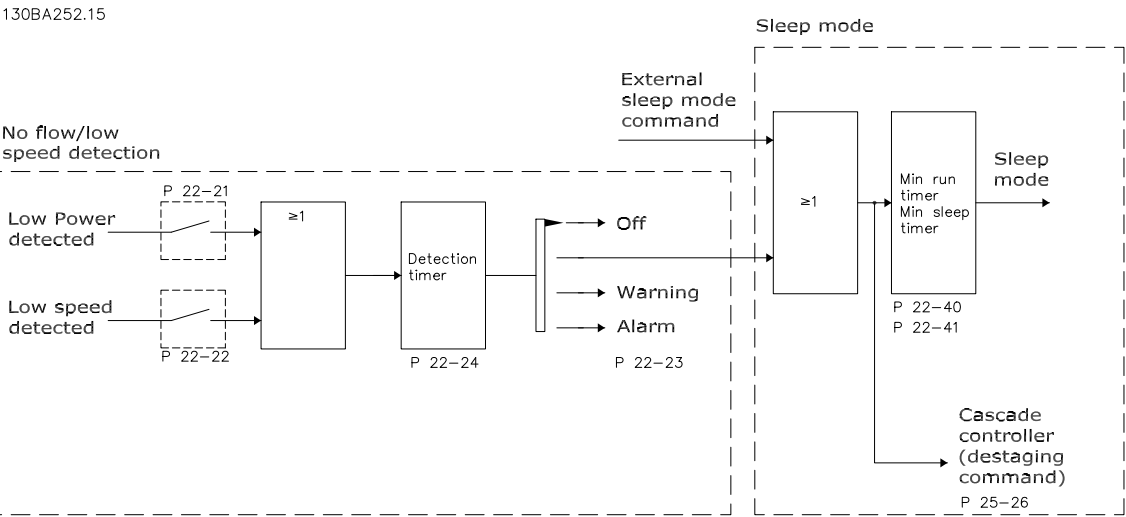 130BA252.15
Sleep mode
External
sleep mode
command
No flow/low
speed detection
P 22-21
Low Power
detected
≥1
Detection
timer
Off
Warning
Alarm
Low speed
detected
P 22-22
P 22-24
P 22-23
≥1
Min run
timer
Min sleep
timer
Sleep
mode
P 22-40
P 22-41
Cascade
controller
(destaging
command)
P 25-26